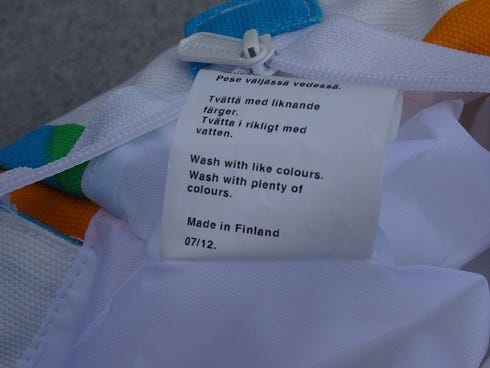 Pese väljässä vedessä.
Tvättä med liknande
färger.
Tvätta i rikligt med
vatten.
Wash with like colours.
Wash with plenty of
colours.
Made in Finland
07/12.